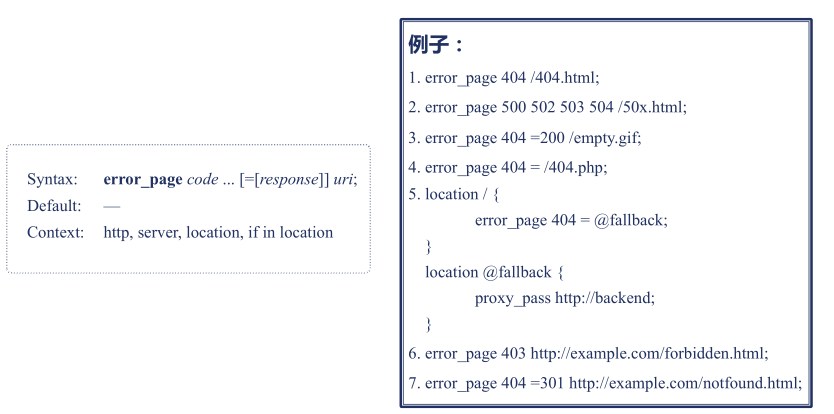 Syntax: error_page code ... [=[response]] uri;
Default: —
Context: http, server, location, if in location
例子：
1. error_page 404 /404.html;
2. error_page 500 502 503 504 /50x.html;
3. error_page 404 =200 /empty.gif;
4. error_page 404 = /404.php;
5. location / {
error_page 404 = @fallback;
}
location @fallback {
proxy_pass http://backend;
}
6. error_page 403 http://example.com/forbidden.html;
7. error_page 404 =301 http://example.com/notfound.html;